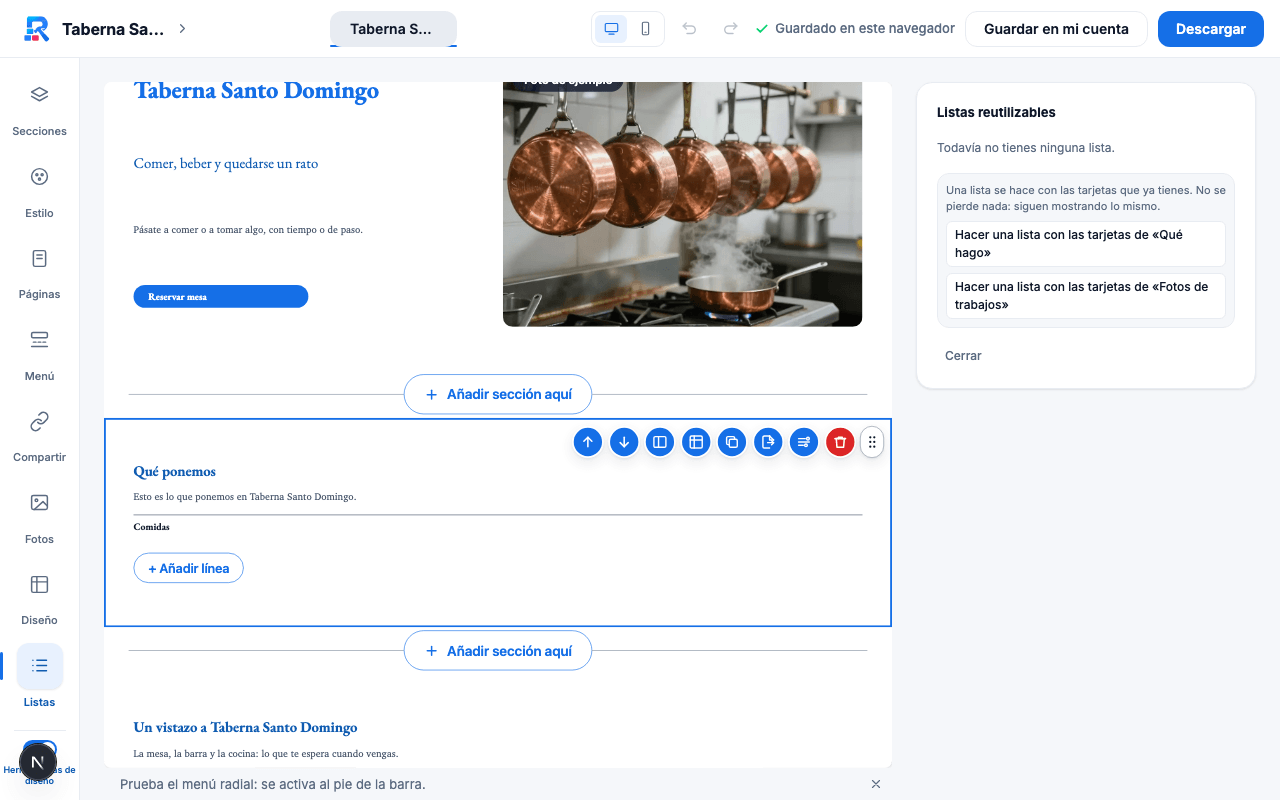 Taberna Sa...
Taberna S...
Guardado en este navegador
Guardar en mi cuenta
Descargar
Secciones
Estilo
Páginas
Menú
Compartir
Fotos
Diseño
Listas
Taberna Santo Domingo
Comer, beber y quedarse un rato
Pásate a comer o a tomar algo, con tiempo o de paso.
Reservar mesa
+ Añadir sección aquí
Qué ponemos
Esto es lo que ponemos en Taberna Santo Domingo.
Comidas
+ Añadir línea
+ Añadir sección aquí
Un vistazo a Taberna Santo Domingo
La mesa, la barra y la cocina: lo que te espera cuando vengas.
Prueba el menú radial: se activa al pie de la barra.
Listas reutilizables
Todavía no tienes ninguna lista.
Una lista se hace con las tarjetas que ya tienes. No se
pierde nada: siguen mostrando lo mismo.
Hacer una lista con las tarjetas de «Qué
hago»
Hacer una lista con las tarjetas de «Fotos de
trabajos»
Cerrar